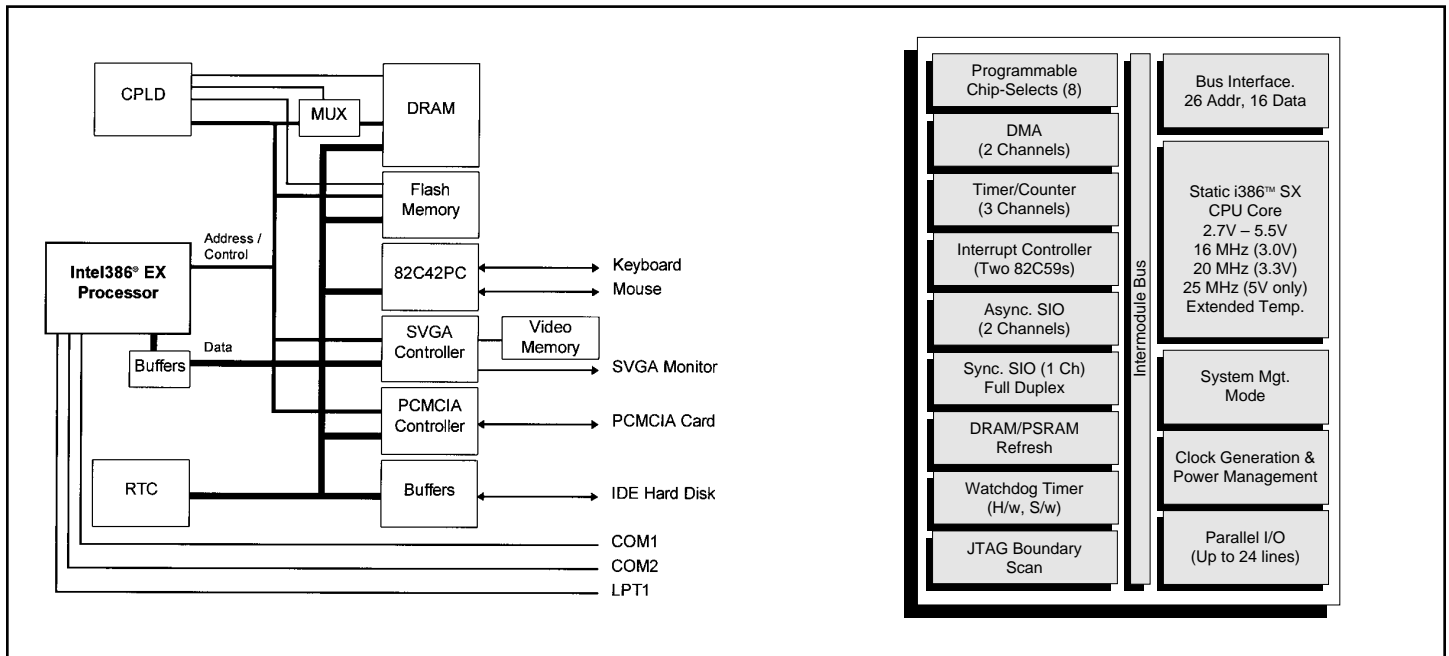 CPLD
MUX
DRAM
Flash
Memory
Address /
Control
Intel386® EX
Processor
82C42PC
Keyboard
Mouse
SVGA
Controller
Video
Memory
Data
Buffers
SVGA Monitor
PCMCIA
Controller
PCMCIA Card
RTC
Buffers
IDE Hard Disk
COM1
COM2
LPT1
Programmable
Chip-Selects (8)
DMA
(2 Channels)
Timer/Counter
(3 Channels)
Interrupt Controller
(Two 82C59s)
Async. SIO
(2 Channels)
Sync. SIO (1 Ch)
Full Duplex
DRAM/PSRAM
Refresh
Watchdog Timer
(H/w, S/w)
JTAG Boundary
Scan
Intermodule Bus
Bus Interface.
26 Addr, 16 Data
Static i386™ SX
CPU Core
2.7V – 5.5V
16 MHz (3.0V)
20 MHz (3.3V)
25 MHz (5V only)
Extended Temp.
System Mgt.
Mode
Clock Generation &
Power Management
Parallel I/O
(Up to 24 lines)